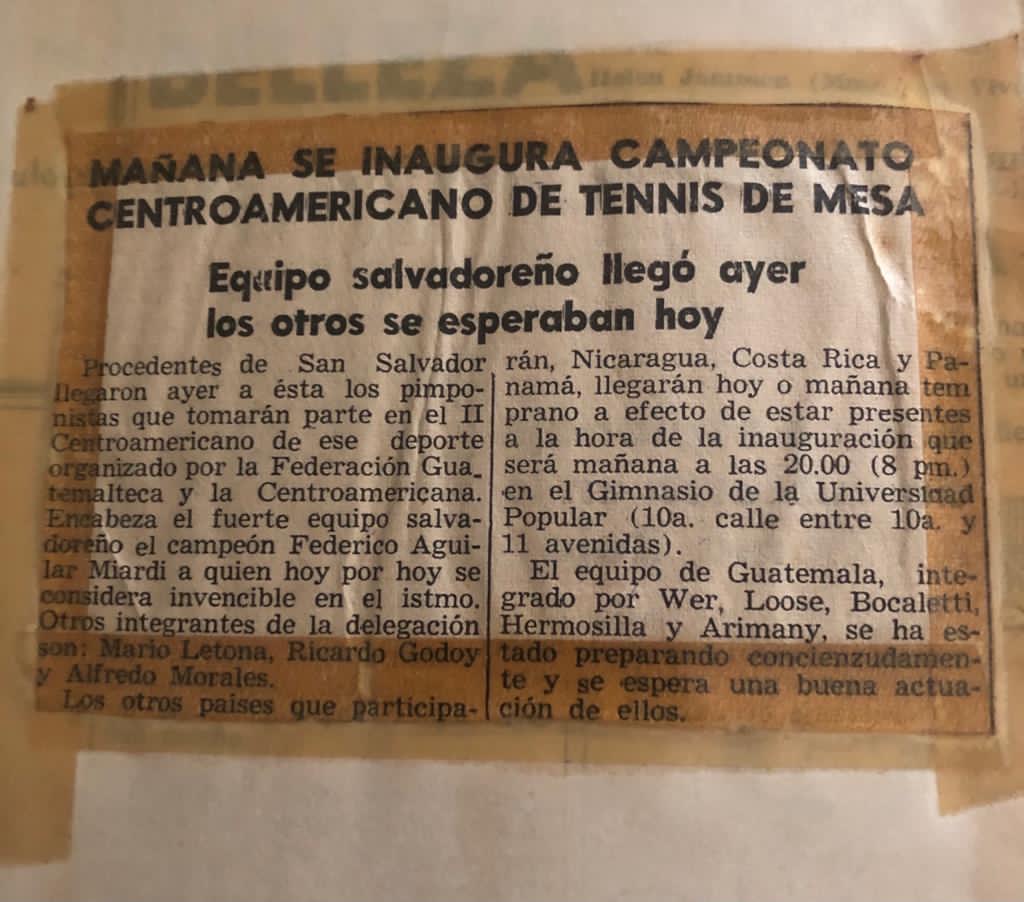 BELLEZA
MAÑANA SE INAUGURA CAMPEONATO
CENTROAMERICANO DE TENNIS DE MESA
Equipo salvadoreño llegó ayer
los otros se esperaban hoy
Procedentes de San Salvador
llegaron ayer a ésta los pimpo-
nistas que tomarán parte en el II
Centroamericano de ese deporte
organizado por la Federación Gua-
temalteca y la Centroamericana.
Encabeza el fuerte equipo salva-
doreño el campeón Federico Agui-
lar Miardi a quien hoy por hoy se
considera invencible en el istmo.
Otros integrantes de la delegación
son: Mario Letona, Ricardo Godoy
y Alfredo Morales.
Los otros paises que participa-
rán, Nicaragua, Costa Rica y Pa-
namá, llegarán hoy o mañana tem
prano a efecto de estar presentes
a la hora de la inauguración que
será mañana a las 20.00 (8 pm.)
en el Gimnasio de la Universidad
Popular (10a. calle entre 10a. y
11 avenidas).
El equipo de Guatemala, inte-
grado por Wer, Loose, Bocaletti,
Hermosilla y Arimany, se ha es-
tado preparando concienzudamen-
te y se espera una buena actua-
ción de ellos.